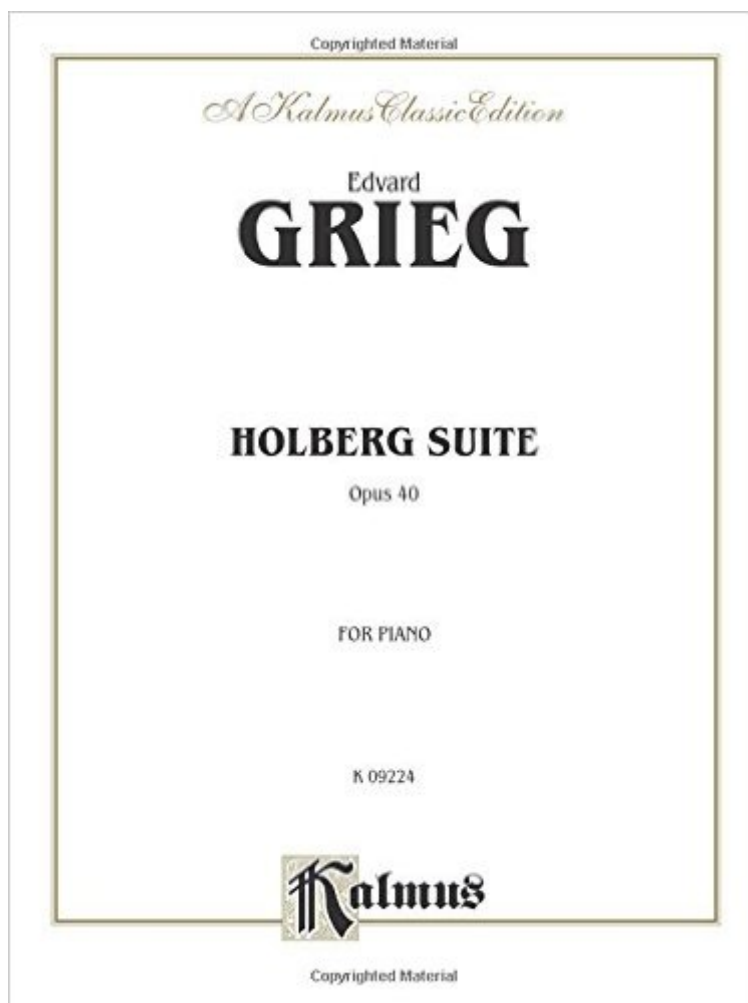 Copyrighted Material
A Kalmus Classic Edition
Edvard
GRIEG
HOLBERG SUITE
Opus 40
FOR PIANO
K 09224
Kalmus
Copyrighted Material